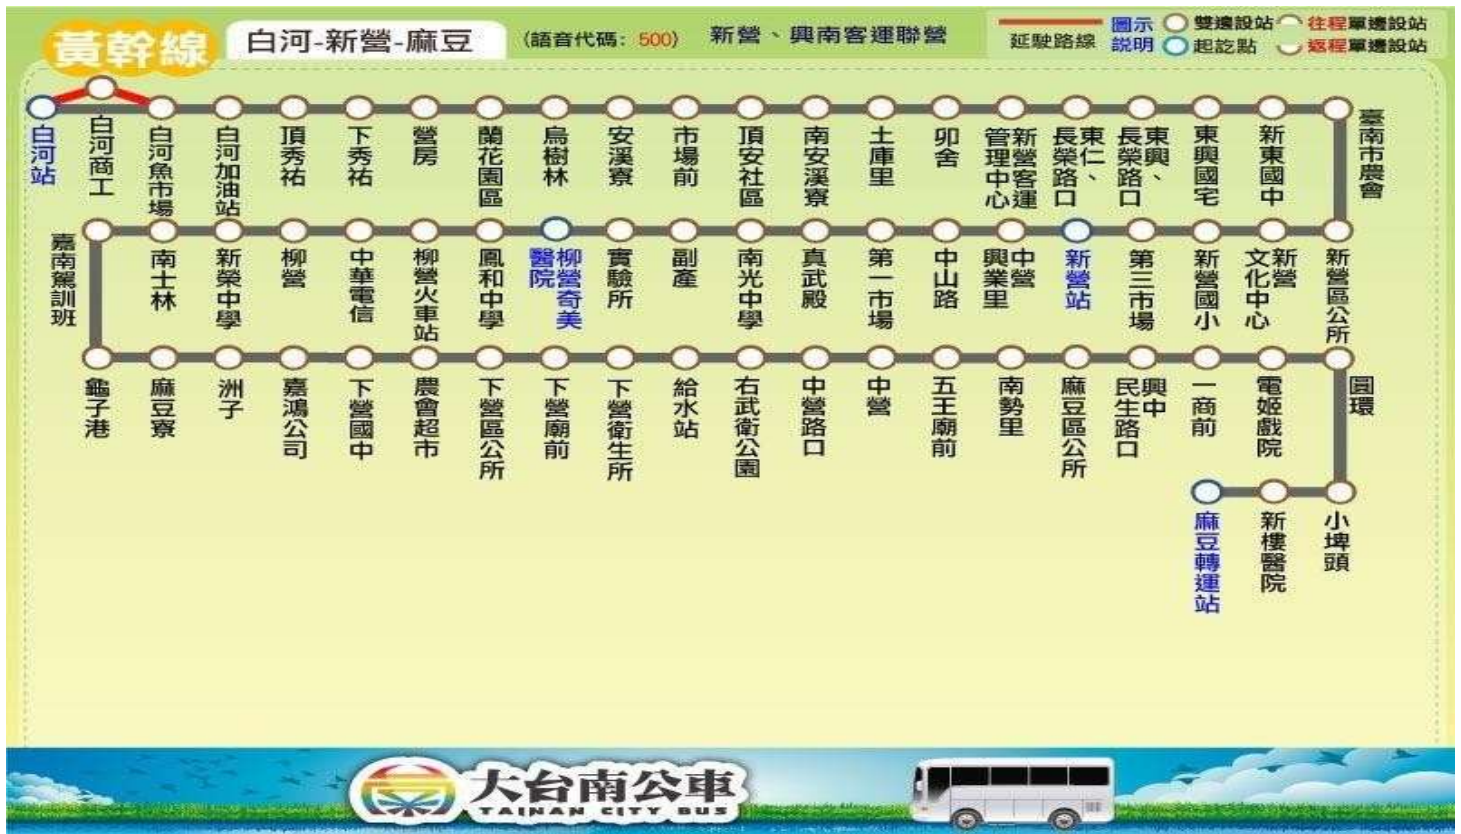 黃幹線
白河-新營-麻豆
(語音代碼: 500)
新營、興南客運聯營
延駛路線
圖示
說明
雙邊設站
起訖點
往程單邊設站
返程單邊設站
白河站
白河商工
白河魚市場
白河加油站
頂秀祐
下秀祐
營房
蘭花園區
烏樹林
安溪寮
市場前
頂安社區
南安溪寮
土庫里
卯舍
新營客運
管理中心
東仁、
長榮路口
東興、
長榮路口
東興國宅
新東國中
臺南市農會
嘉南駕訓班
南士林
新榮中學
柳營
中華電信
柳營火車站
鳳和中學
柳營奇美
醫院
實驗所
副產
南光中學
真武殿
第一市場
中山路
中營
興業里
新營站
第三市場
新營國小
新營
文化中心
新營區公所
龜子港
麻豆寮
洲子
嘉鴻公司
下營國中
農會超市
下營區公所
下營廟前
下營衛生所
給水站
右武衛公園
中營路口
中營
五王廟前
南勢里
麻豆區公所
興中
民生路口
一商前
電姬戲院
圓環
麻豆轉運站
新樓醫院
小埤頭
大台南公車
TAINAN CITY BUS